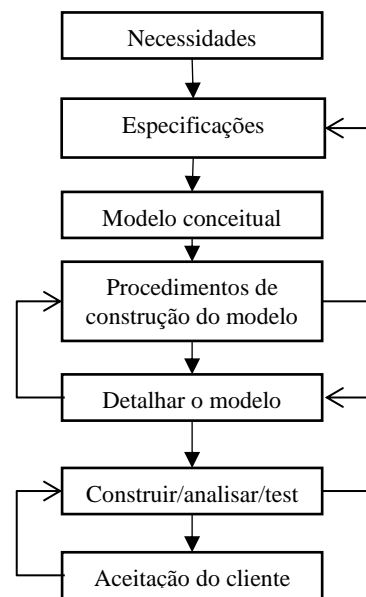 Necessidades
Especificações
Modelo conceitual
Procedimentos de
construção do modelo
Detalhar o modelo
Construir/analisar/test
Aceitação do cliente